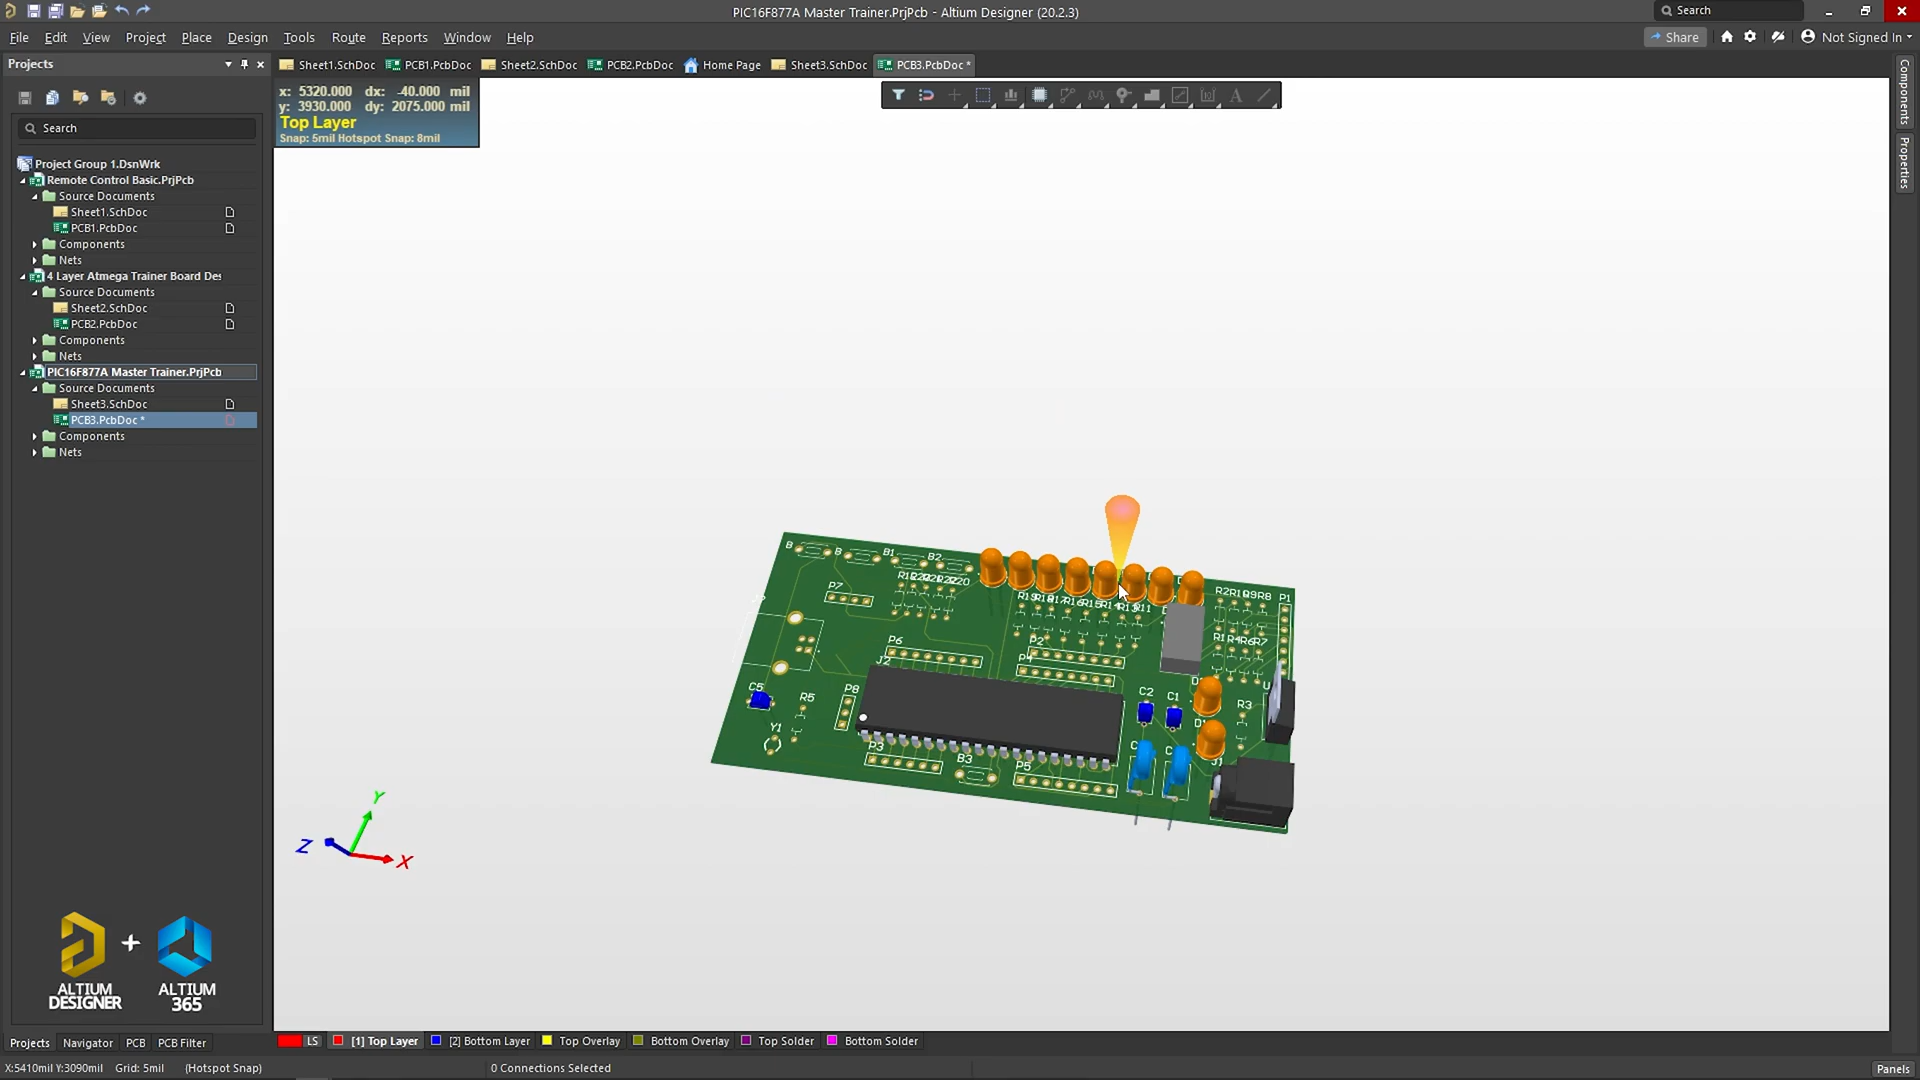 PIC16F877A Master Trainer.PrjPcb - Altium Designer (20.2.3)
Search
File Edit View Project Place Design Tools Route Reports Window Help
Share
Not Signed In
Projects
Sheet1.SchDoc PCB1.PcbDoc Sheet2.SchDoc PCB2.PcbDoc Home Page Sheet3.SchDoc PCB3.PcbDoc *
x: 5320.000 dx: -40.000 mil
y: 3930.000 dy: 2075.000 mil
Top Layer
Snap: 5mil Hotspot Snap: 8mil
Components
Properties
Search
Project Group 1.DsnWrk
Remote Control Basic.PrjPcb
Source Documents
Sheet1.SchDoc
PCB1.PcbDoc
Components
Nets
4 Layer Atmega Trainer Board Des
Source Documents
Sheet2.SchDoc
PCB2.PcbDoc
Components
Nets
PIC16F877A Master Trainer.PrjPcb
Source Documents
Sheet3.SchDoc
PCB3.PcbDoc *
Components
Nets
B B B1 B2
P7
R8 P1
P6 P2
J2 P4
C5 R5 P8 C2 C1 R3
Y1 P3 B3 P5 J1
Z Y X
ALTIUM DESIGNER
+
ALTIUM 365
Projects Navigator PCB PCB Filter
LS [1] Top Layer [2] Bottom Layer Top Overlay Bottom Overlay Top Solder Bottom Solder
X:5410mil Y:3090mil Grid: 5mil (Hotspot Snap)
0 Connections Selected
Panels